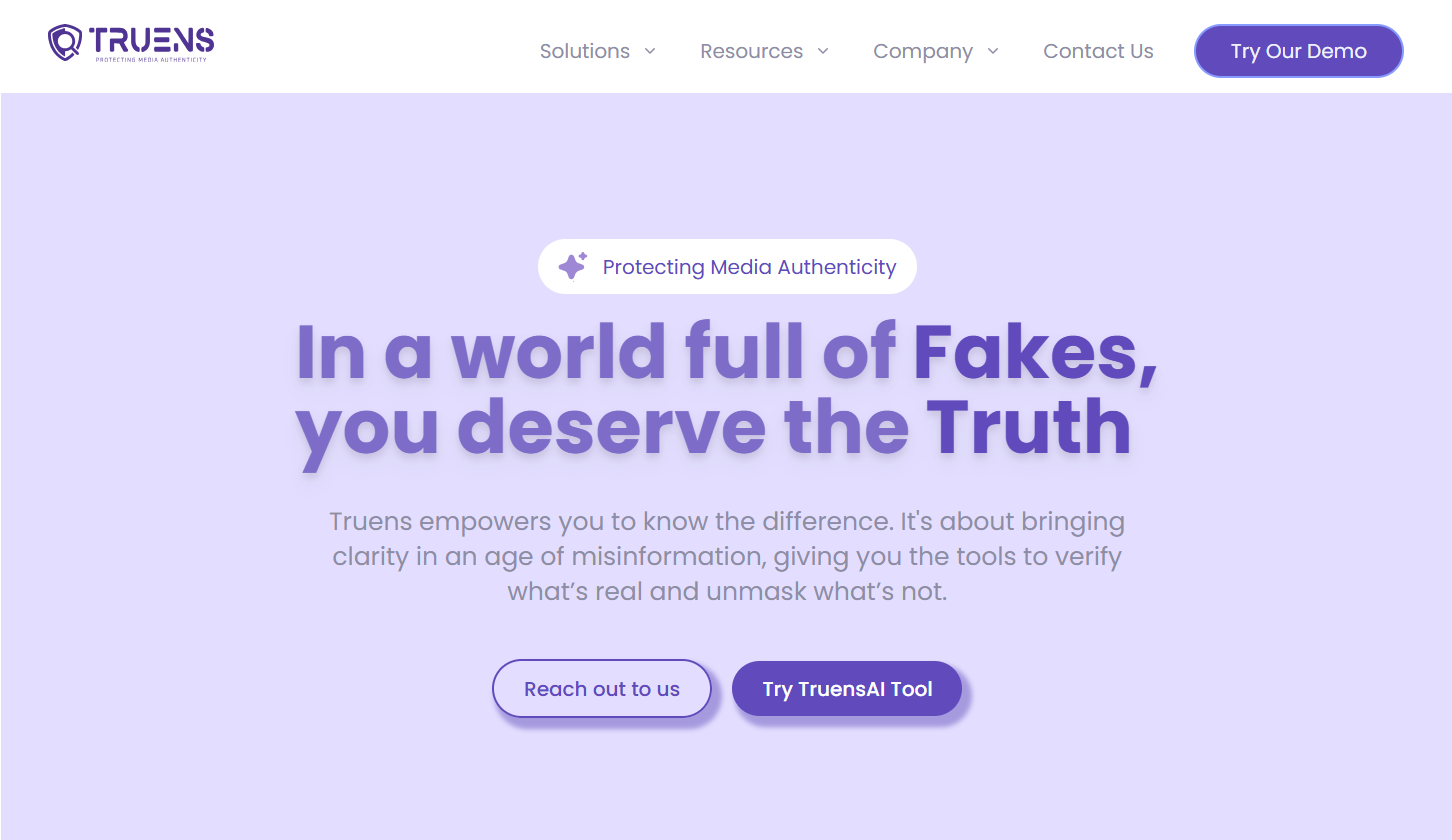 TRUENS
PROTECTING MEDIA AUTHENTICITY
Solutions
Resources
Company
Contact Us
Try Our Demo
Protecting Media Authenticity
In a world full of Fakes,
you deserve the Truth
Truens empowers you to know the difference. It's about bringing
clarity in an age of misinformation, giving you the tools to verify
what’s real and unmask what’s not.
Reach out to us
Try TruensAI Tool